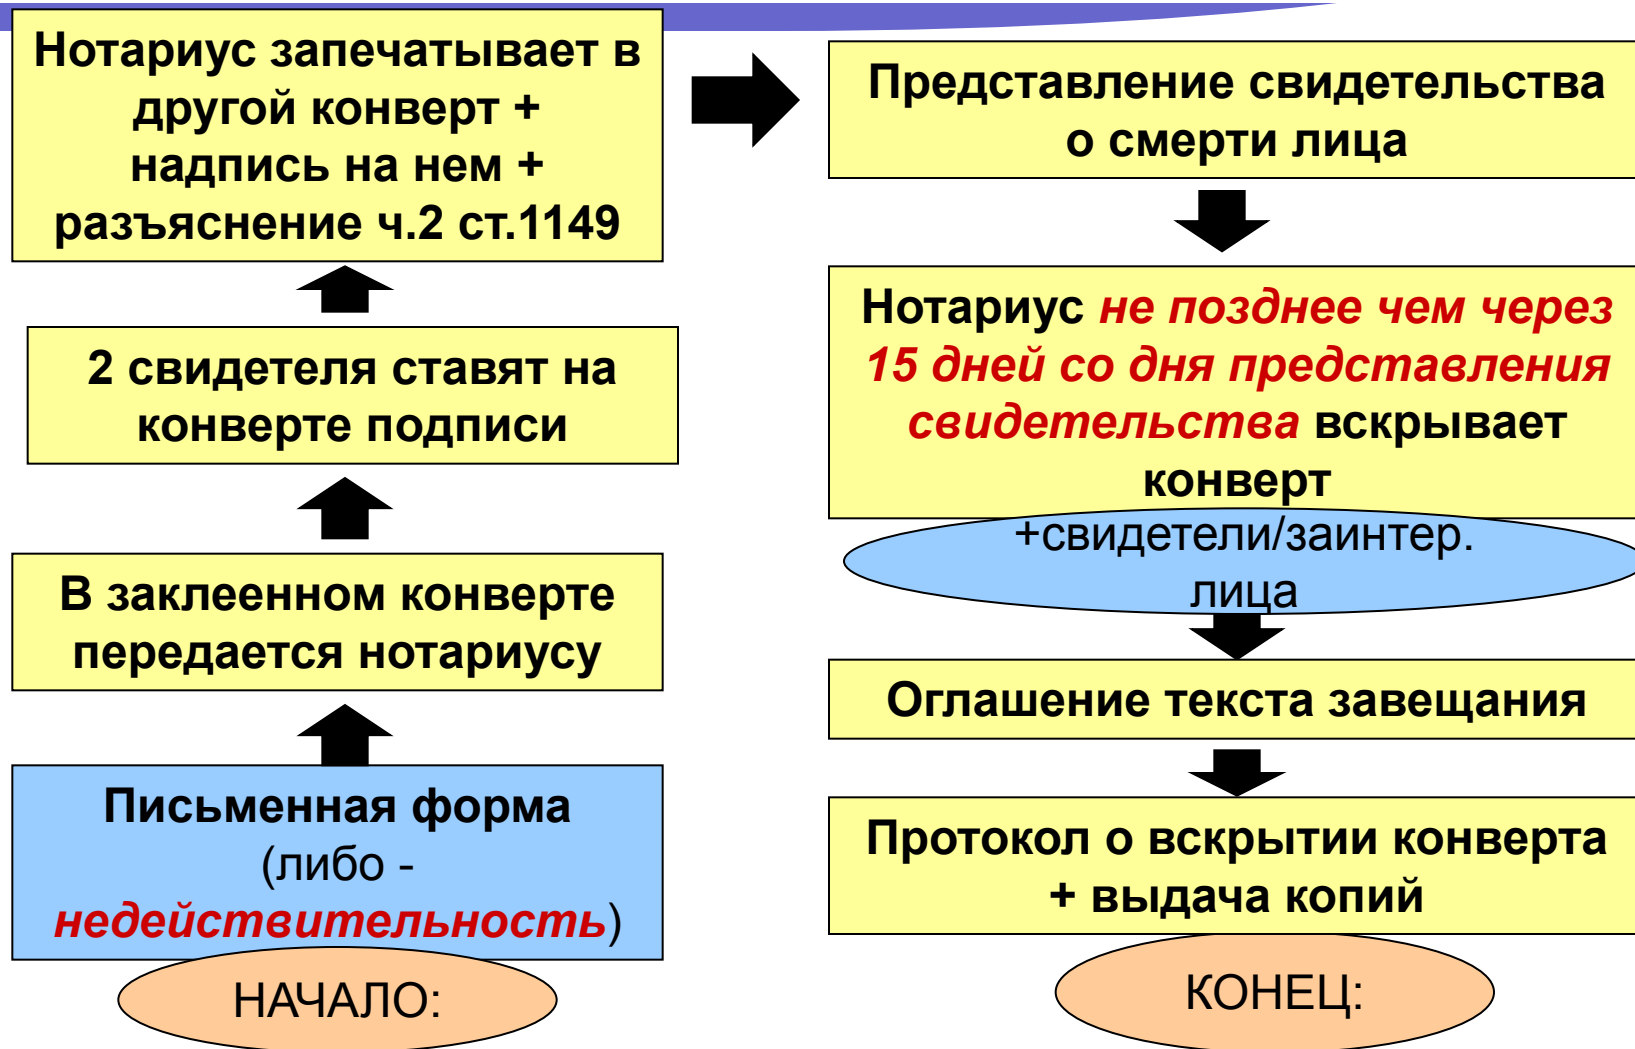 Нотариус запечатывает в
другой конверт +
надпись на нем +
разъяснение ч.2 ст.1149
2 свидетеля ставят на
конверте подписи
В заклеенном конверте
передается нотариусу
Письменная форма
(либо -
недействительность)
НАЧАЛО:
Представление свидетельства
о смерти лица
Нотариус не позднее чем через
15 дней со дня представления
свидетельства вскрывает
конверт
+свидетели/заинтер.
лица
Оглашение текста завещания
Протокол о вскрытии конверта
+ выдача копий
КОНЕЦ: